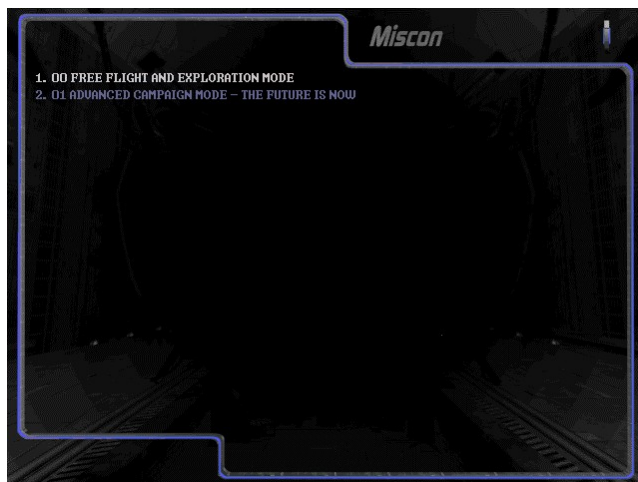 Miscon
1. 00 FREE FLIGHT AND EXPLORATION MODE
2. 01 ADVANCED CAMPAIGN MODE – THE FUTURE IS NOW